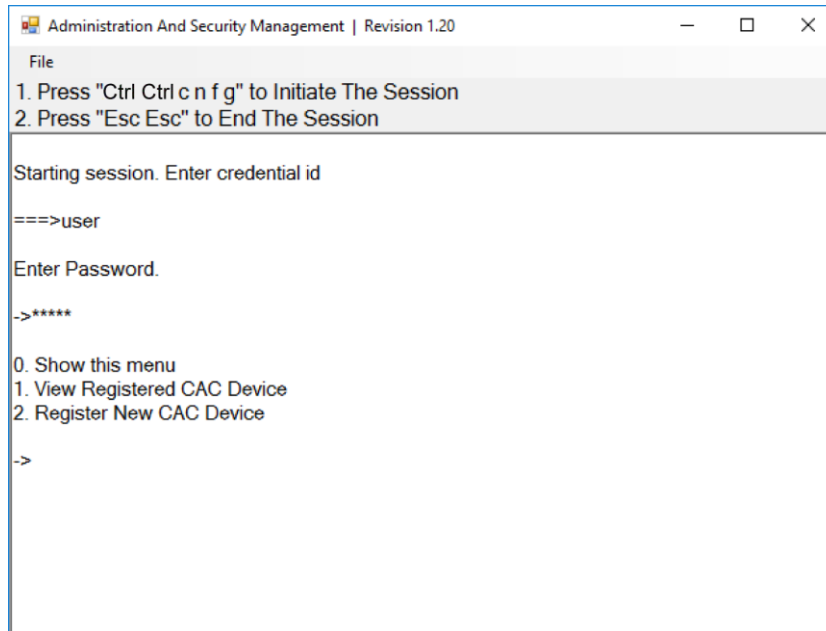 Administration And Security Management | Revision 1.20
File
1. Press "Ctrl Ctrl c n f g" to Initiate The Session
2. Press "Esc Esc" to End The Session
Starting session. Enter credential id
===>user
Enter Password.
->*****
0. Show this menu
1. View Registered CAC Device
2. Register New CAC Device
->